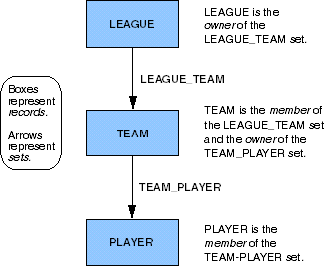 LEAGUE
LEAGUE is the
owner of the
LEAGUE_TEAM set.
LEAGUE_TEAM
Boxes
represent
records.
Arrows
represent
sets.
TEAM
TEAM is the member of
the LEAGUE_TEAM set
and the owner of the
TEAM_PLAYER set.
TEAM_PLAYER
PLAYER
PLAYER is the
member of the
TEAM-PLAYER set.